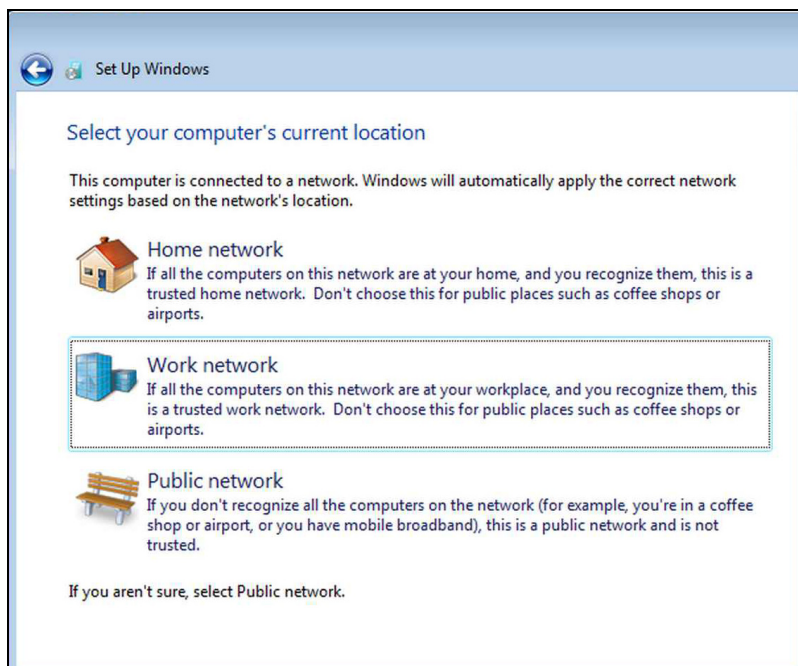 Set Up Windows
Select your computer's current location
This computer is connected to a network. Windows will automatically apply the correct network
settings based on the network's location.
Home network
If all the computers on this network are at your home, and you recognize them, this is a
trusted home network.  Don't choose this for public places such as coffee shops or
airports.
Work network
If all the computers on this network are at your workplace, and you recognize them, this
is a trusted work network.  Don't choose this for public places such as coffee shops or
airports.
Public network
If you don't recognize all the computers on the network (for example, you're in a coffee
shop or airport, or you have mobile broadband), this is a public network and is not
trusted.
If you aren't sure, select Public network.